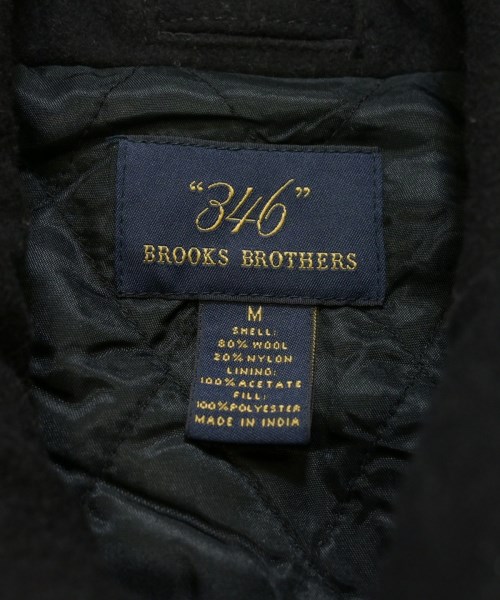 “346”
BROOKS BROTHERS
M
SHELL:
80% WOOL
20% NYLON
LINING:
100% ACETATE
FILL:
100% POLYESTER
MADE IN INDIA